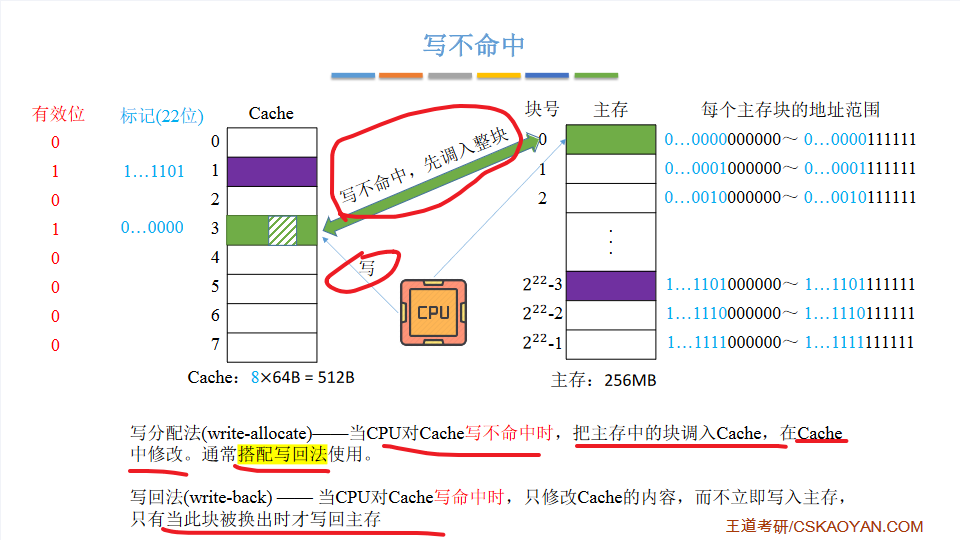 写不命中
有效位
标记(22位)
Cache
块号
主存
每个主存块的地址范围
0
0
0
0…0000000000～ 0…0000111111
1
1…1101
1
1
0…0001000000～ 0…0001111111
0
2
2
0…0010000000～ 0…0010111111
1
0…0000
3
写不命中，先调入整块
⋮
0
4
写
0
5
CPU
2²²-3
1…1101000000～ 1…1101111111
0
6
2²²-2
1…1110000000～ 1…1110111111
0
7
2²²-1
1…1111000000～ 1…1111111111
Cache：8×64B = 512B
主存：256MB
写分配法(write-allocate)——当CPU对Cache写不命中时，把主存中的块调入Cache，在Cache
中修改。通常搭配写回法使用。
写回法(write-back) —— 当CPU对Cache写命中时，只修改Cache的内容，而不立即写入主存，
只有当此块被换出时才写回主存
王道考研/CSKAOYAN.COM